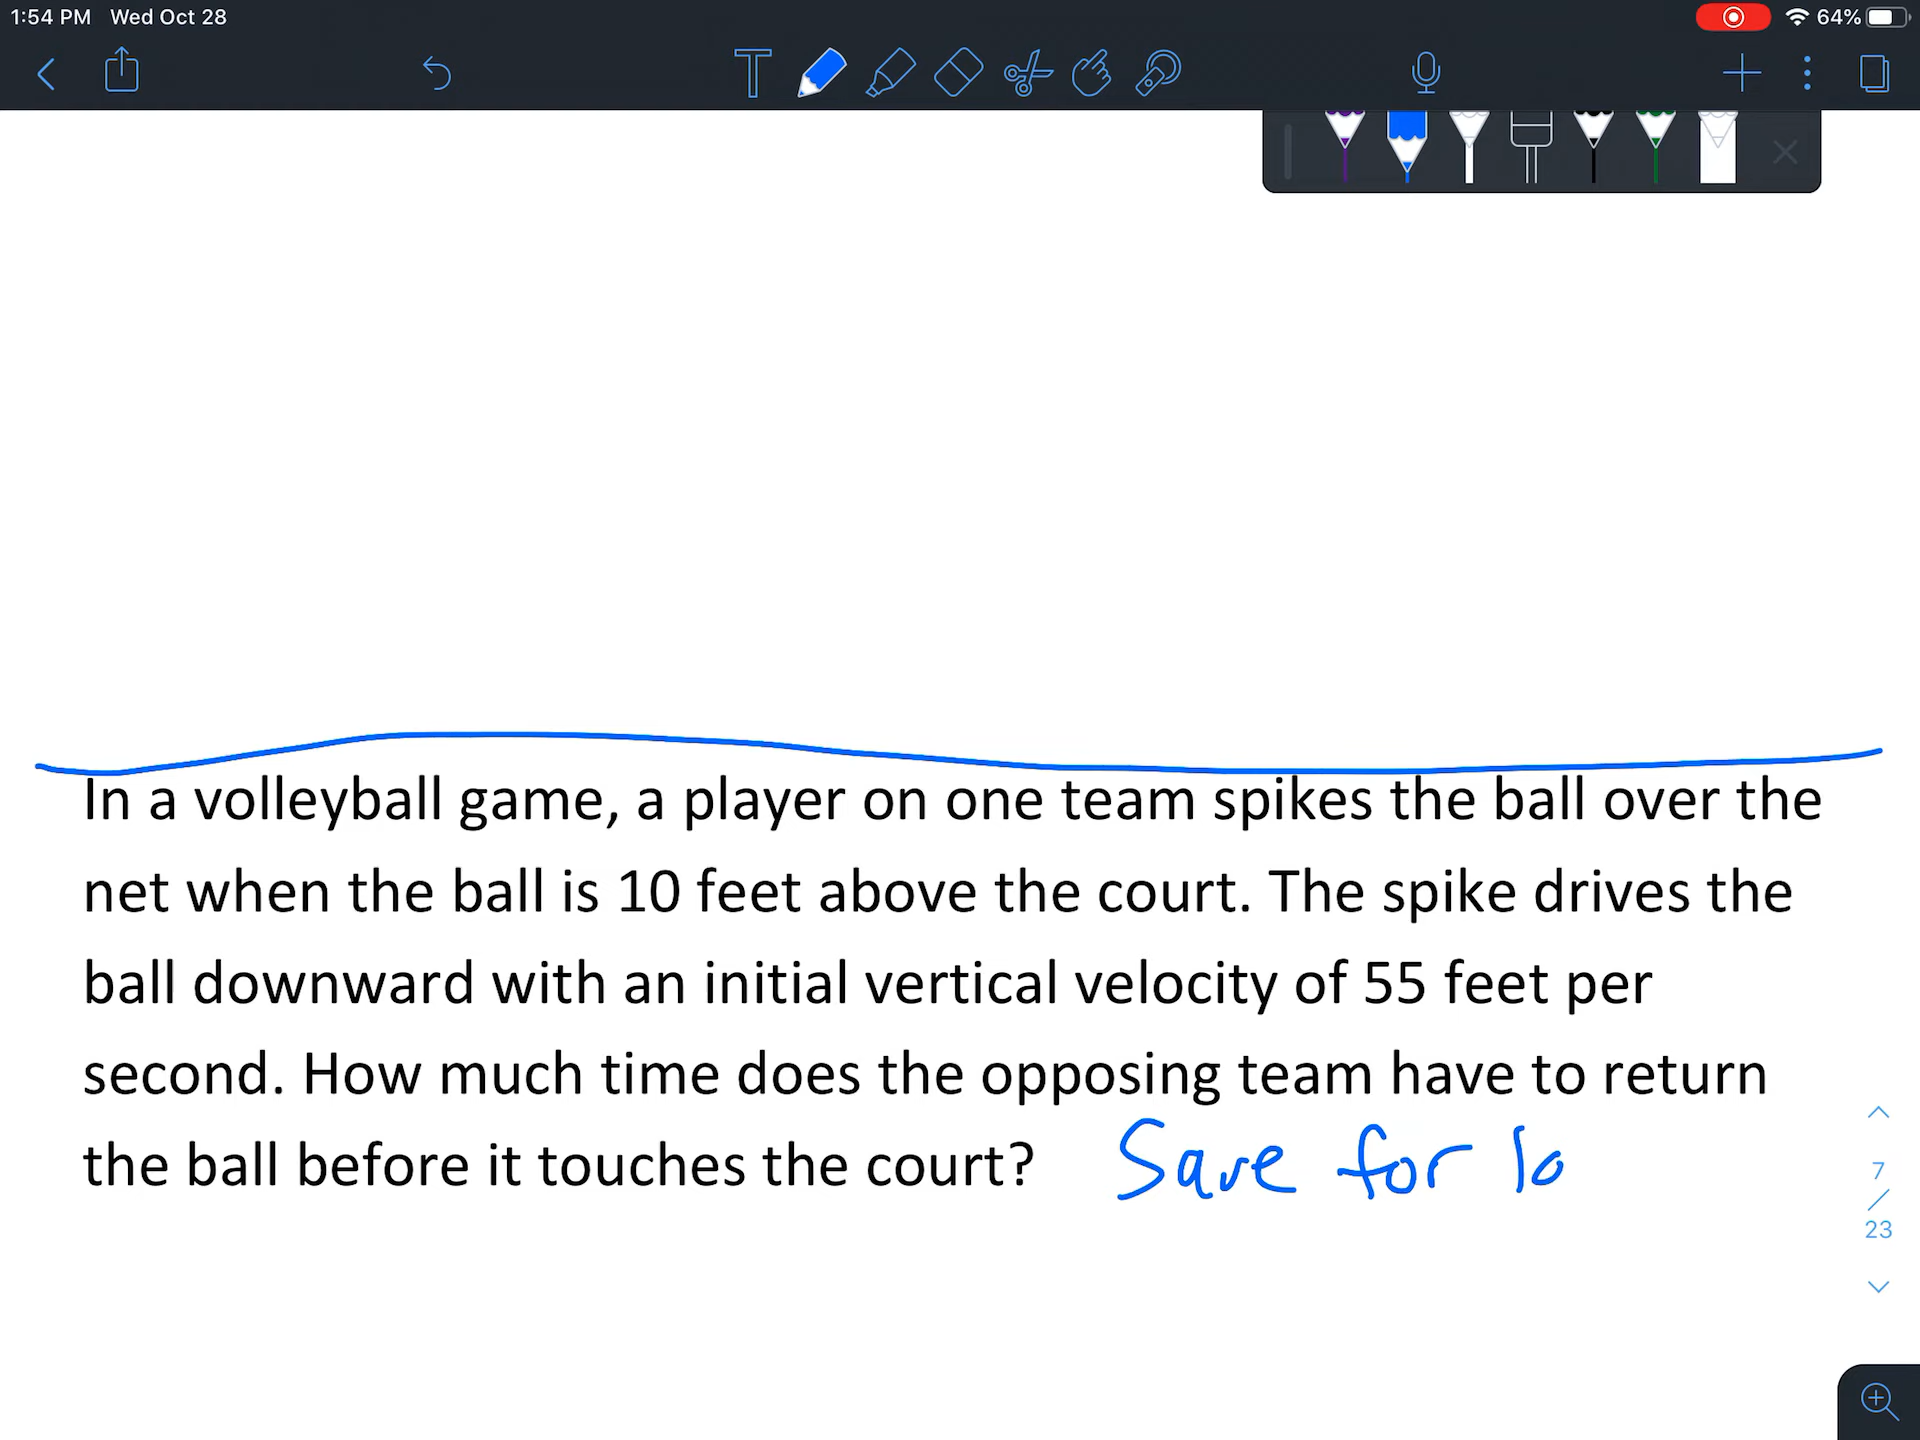 1:54 PM Wed Oct 28
64%
T
In a volleyball game, a player on one team spikes the ball over the
net when the ball is 10 feet above the court. The spike drives the
ball downward with an initial vertical velocity of 55 feet per
second. How much time does the opposing team have to return
the ball before it touches the court? Save for
7
/
23